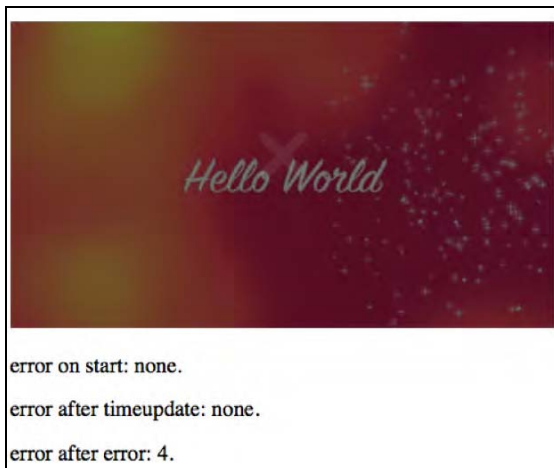 Hello World
error on start: none.
error after timeupdate: none.
error after error: 4.